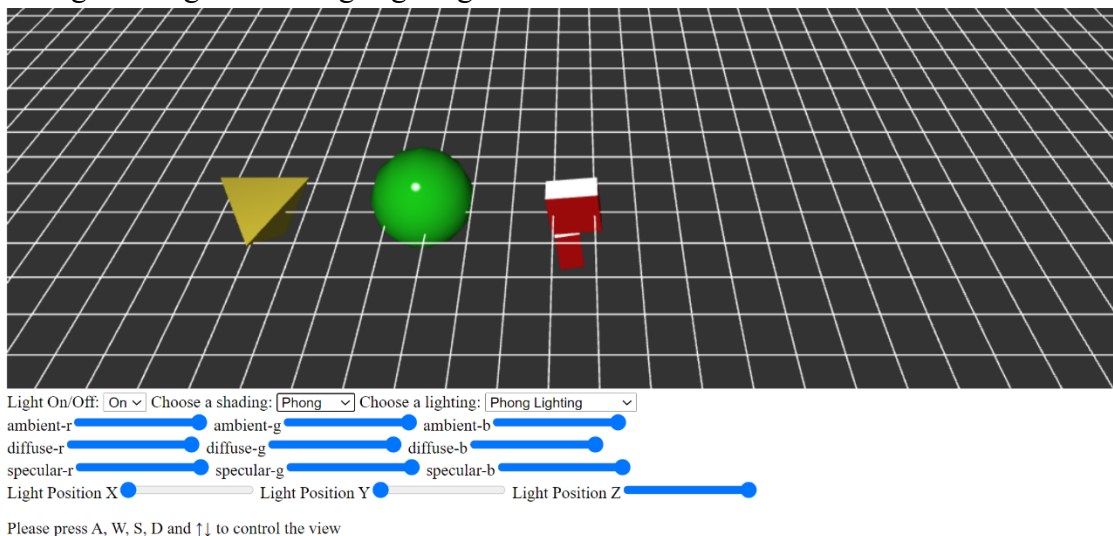 Light On/Off: On Choose a shading: Phong Choose a lighting: Phong Lighting
ambient-r ambient-g ambient-b
diffuse-r diffuse-g diffuse-b
specular-r specular-g specular-b
Light Position X Light Position Y Light Position Z
Please press A, W, S, D and ↑↓ to control the view